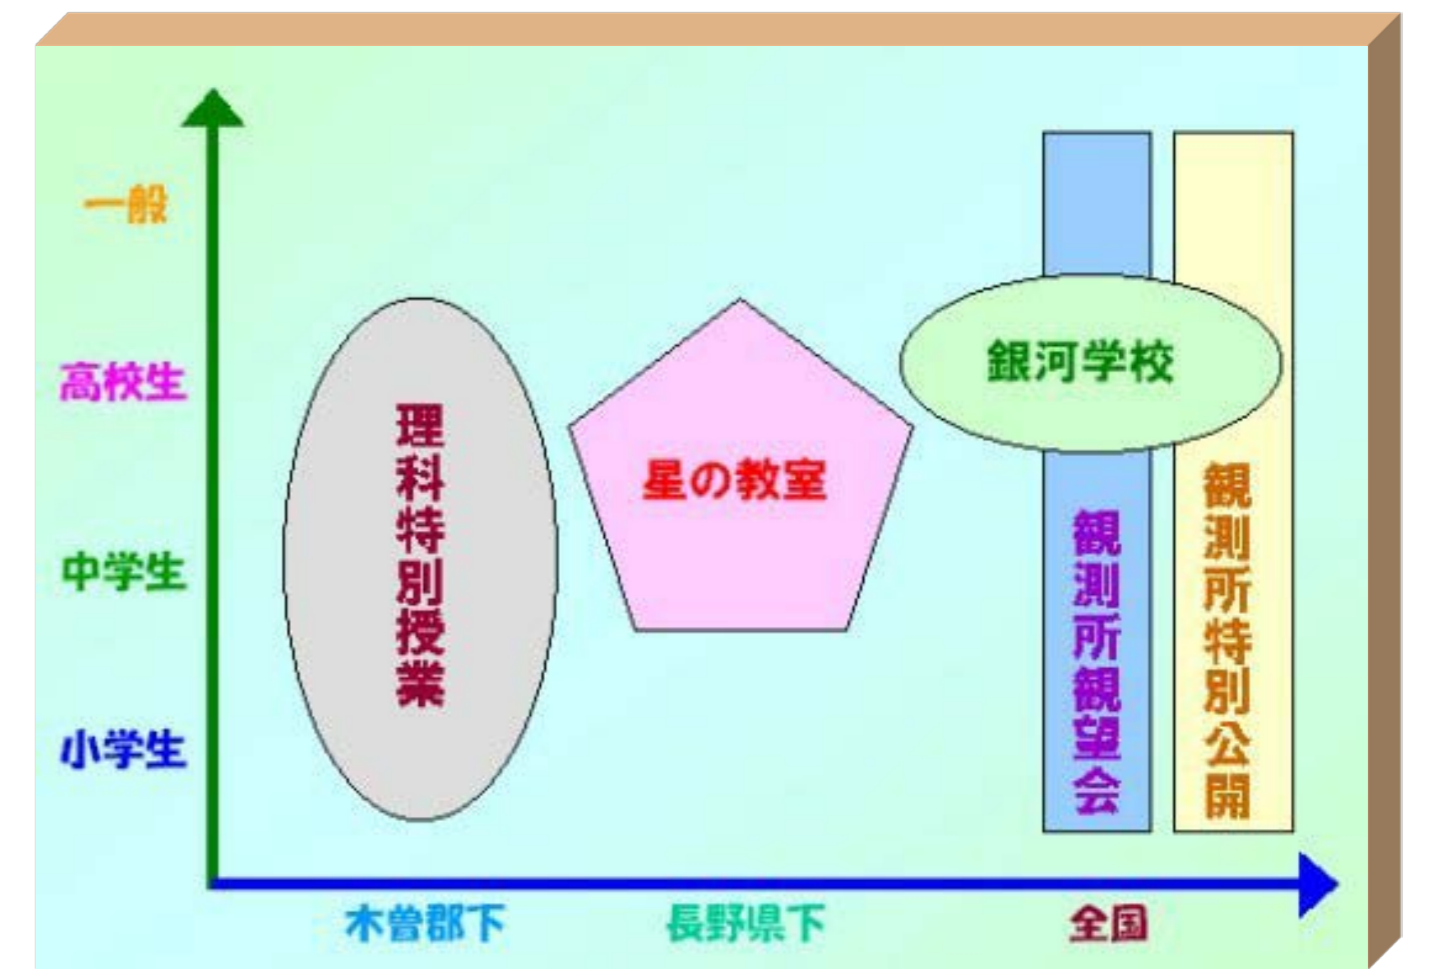 一般
高校生
中学生
小学生
理科特別授業
星の教室
銀河学校
観測所観望会
観測所特別公開
木曽郡下
長野県下
全国